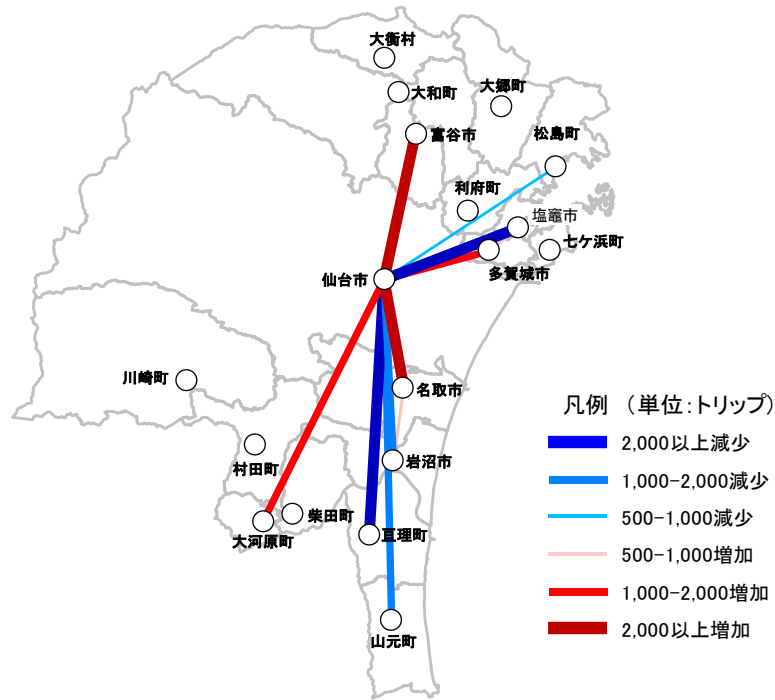 大衡村
大和町
大郷町
富谷市
松島町
利府町
塩竈市
七ケ浜町
多賀城市
仙台市
川崎町
名取市
凡例 （単位：トリップ）
2,000以上減少
村田町
岩沼市
1,000-2,000減少
柴田町
500-1,000減少
大河原町
亘理町
500-1,000増加
1,000-2,000増加
山元町
2,000以上増加